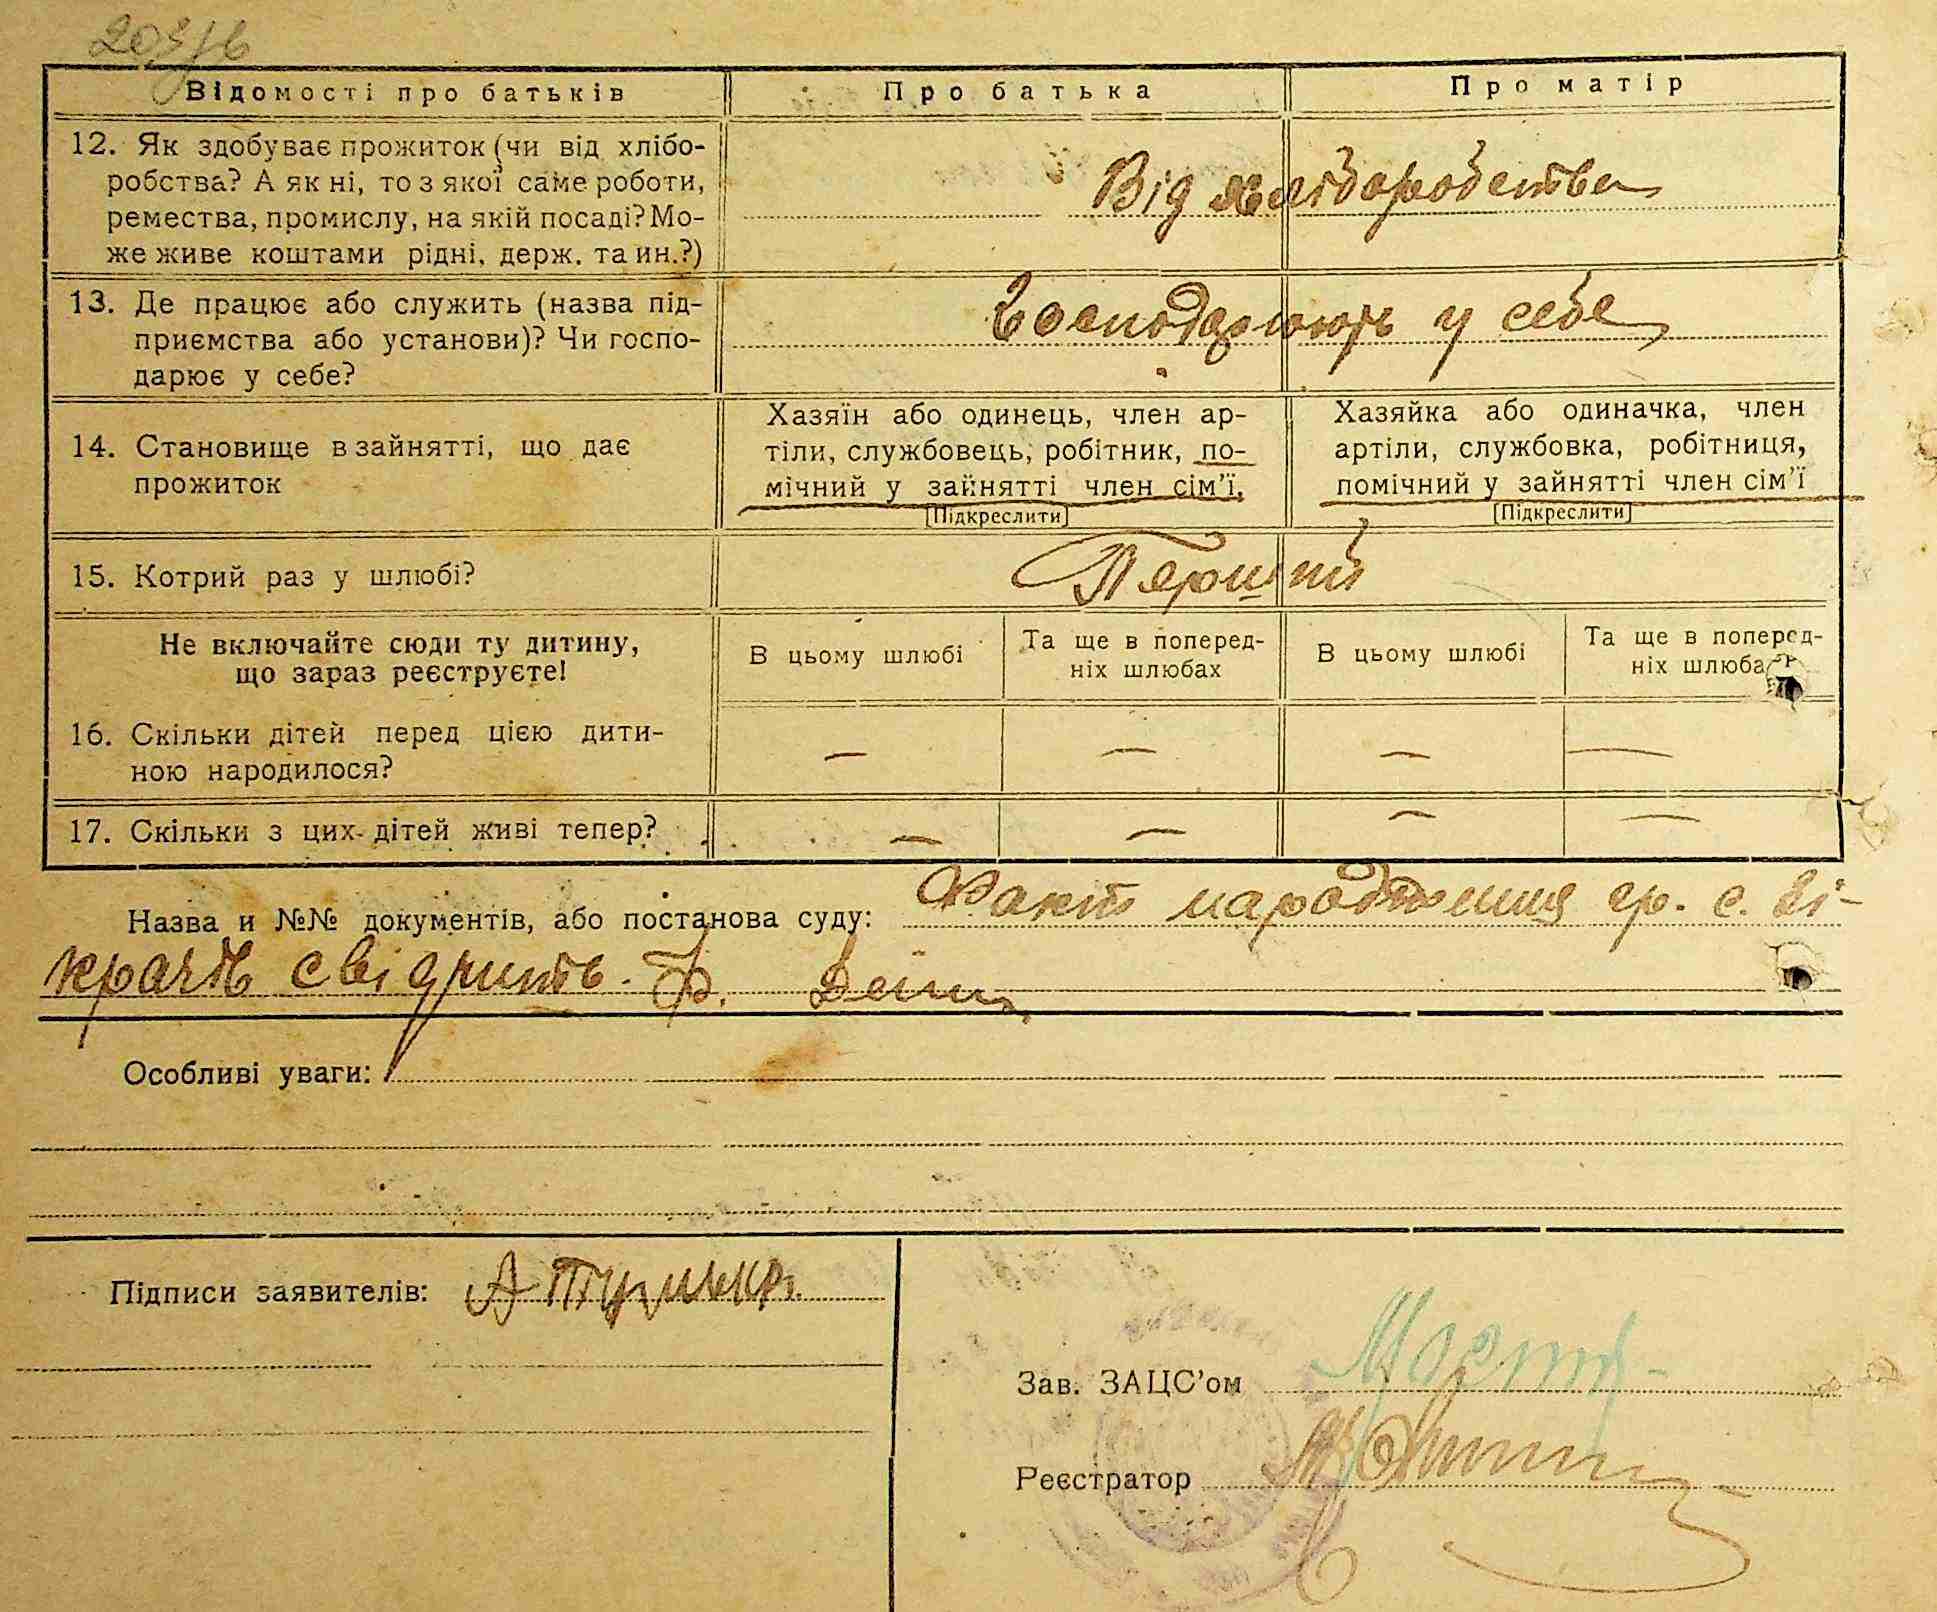 Відомості про батьків
Про батька
Про матір
12. Як здобуває прожиток (чи від хлібо-
робства? А як ні, то з якої саме роботи,
ремества, промислу, на якій посаді? Мо-
же живе коштами рідні, держ. та ин.?)
Від хліборобства
13. Де працює або служить (назва під-
приємства або установи)? Чи госпо-
дарює у себе?
Господарюють у себе
14. Становище в зайнятті, що дає
прожиток
Хазяїн або одинець, член ар-
тіли, службовець, робітник, по-
мічний у зайнятті член сім'ї.
[Підкреслити]
Хазяйка або одиначка, член
артіли, службовка, робітниця,
помічний у зайнятті член сім'ї
[Підкреслити]
15. Котрий раз у шлюбі?
Перший
Не включайте сюди ту дитину,
що зараз реєструєте!
В цьому шлюбі
Та ще в поперед-
ніх шлюбах
В цьому шлюбі
Та ще в поперед-
ніх шлюба
16. Скільки дітей перед цією дити-
ною народилося?
— — — —
17. Скільки з цих дітей живі тепер?
— — — —
Назва и №№ документів, або постанова суду: Факт народження гр. с.
свідчить
Особливі уваги:
Підписи заявителів:
Зав. ЗАЦС'ом
Реєстратор